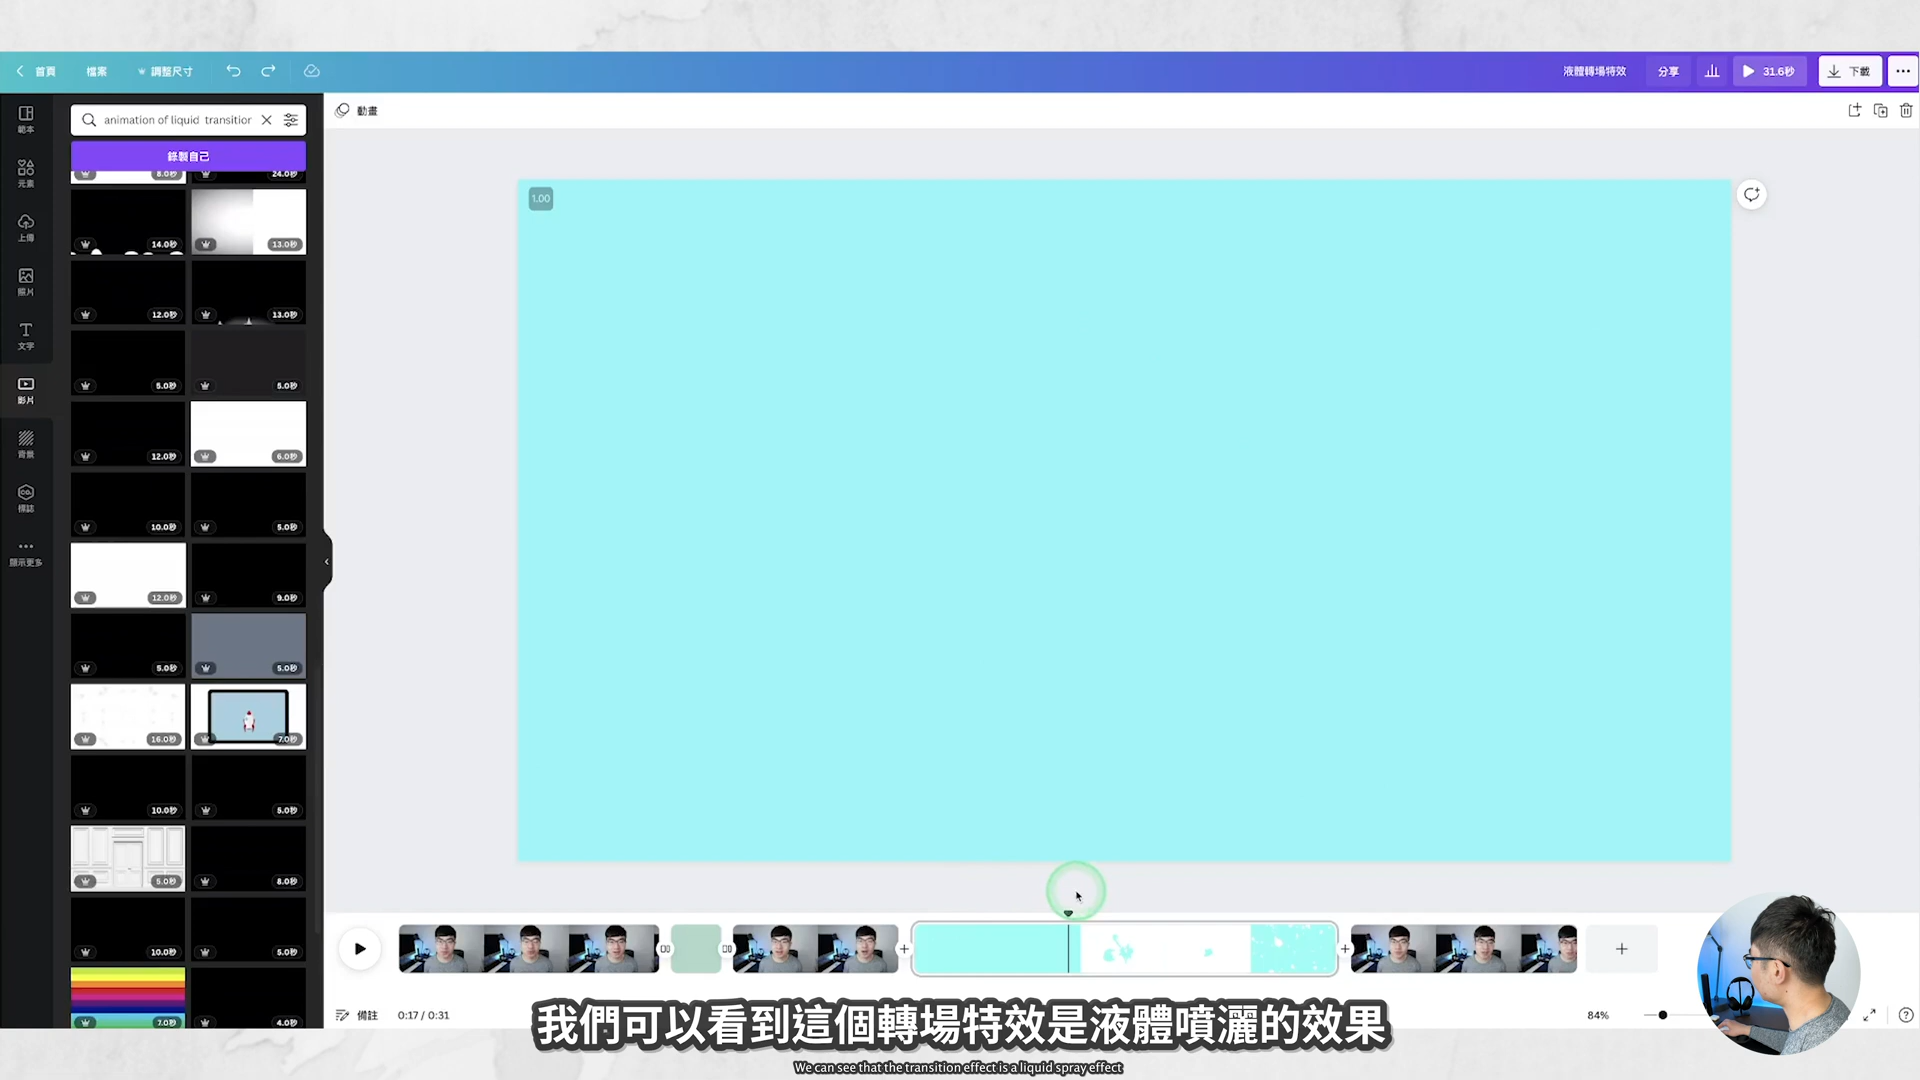 首頁
檔案
調整尺寸
液體轉場特效
分享
31.6秒
下載
範本
元素
上傳
照片
文字
影片
背景
標誌
顯示更多
animation of liquid transition
錄製自己
8.0秒
24.0秒
14.0秒
13.0秒
12.0秒
13.0秒
5.0秒
5.0秒
12.0秒
6.0秒
10.0秒
5.0秒
12.0秒
9.0秒
5.0秒
5.0秒
16.0秒
7.0秒
10.0秒
5.0秒
5.0秒
8.0秒
10.0秒
5.0秒
7.0秒
4.0秒
動畫
1.00
備註
0:17 / 0:31
84%
我們可以看到這個轉場特效是液體噴灑的效果
We can see that the transition effect is a liquid spray effect